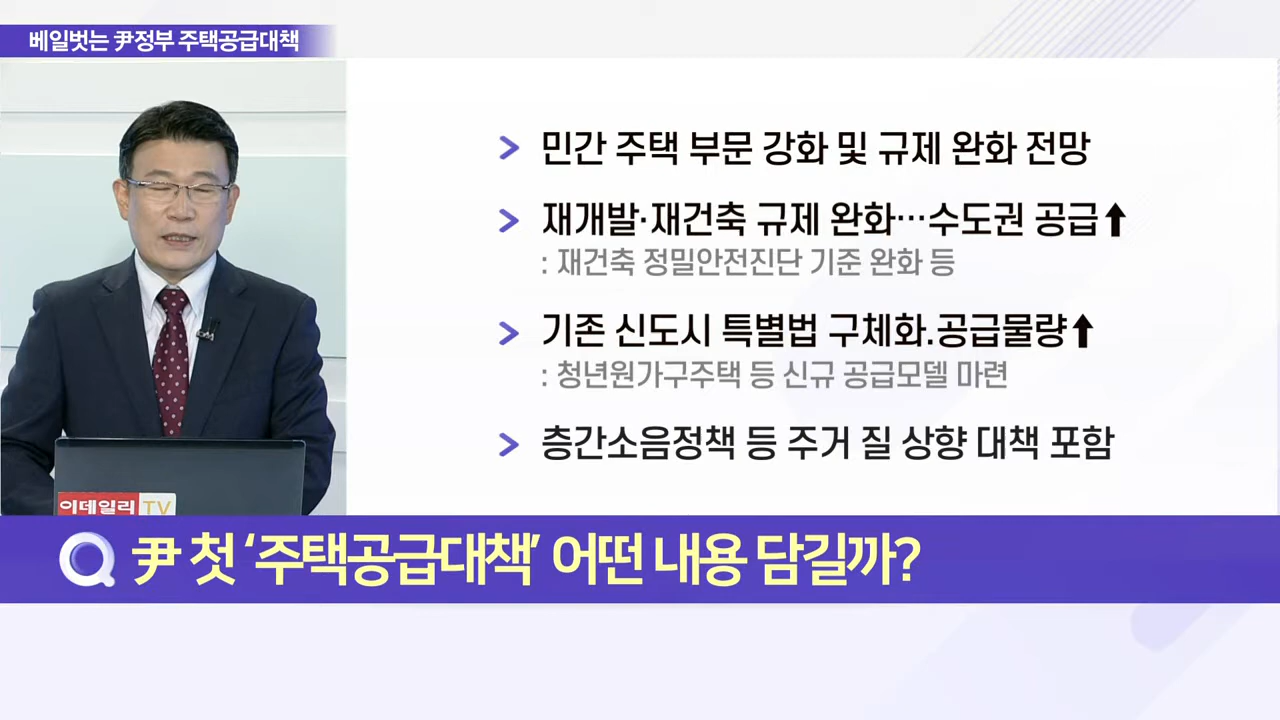 베일벗는 尹정부 주택공급대책
민간 주택 부문 강화 및 규제 완화 전망
재개발·재건축 규제 완화…수도권 공급↑
: 재건축 정밀안전진단 기준 완화 등
기존 신도시 특별법 구체화.공급물량↑
: 청년원가구주택 등 신규 공급모델 마련
층간소음정책 등 주거 질 상향 대책 포함
이데일리 TV
Q 尹 첫 ‘주택공급대책’ 어떤 내용 담길까?